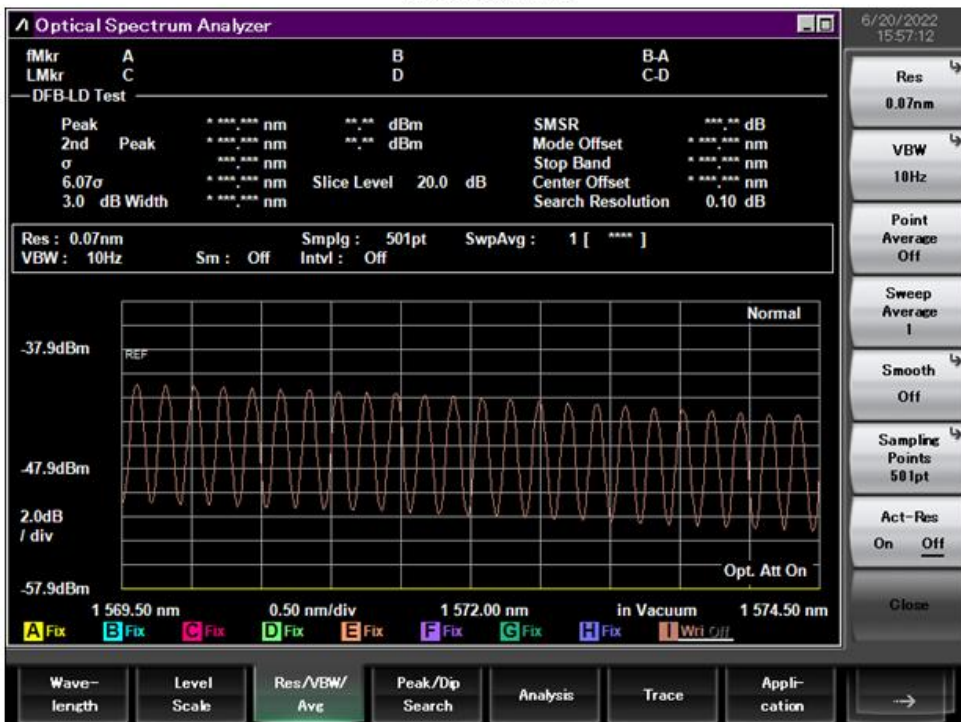 Optical Spectrum Analyzer
6/20/2022
15:57:12
fMkr A B B-A
LMkr C D C-D
DFB-LD Test
Peak * ***.*** nm **.** dBm SMSR ***.** dB
2nd Peak * ***.*** nm **.** dBm Mode Offset * ***.*** nm
σ ***.*** nm Stop Band * ***.*** nm
6.07σ * ***.*** nm Slice Level 20.0 dB Center Offset * ***.*** nm
3.0 dB Width * ***.*** nm Search Resolution 0.10 dB
Res : 0.07nm Smplg : 501pt SwpAvg : 1 [ **** ]
VBW : 10Hz Sm : Off Intvl : Off
Normal
-37.9dBm
REF
-47.9dBm
2.0dB
/ div
Opt. Att On
-57.9dBm
1 569.50 nm 0.50 nm/div 1 572.00 nm in Vacuum 1 574.50 nm
A Fix B Fix C Fix D Fix E Fix F Fix G Fix H Fix I Wri Off
Res
0.07nm
VBW
10Hz
Point
Average
Off
Sweep
Average
1
Smooth
Off
Sampling
Points
501pt
Act-Res
On Off
Close
Wave-
length
Level
Scale
Res/VBW/
Avg
Peak/Dip
Search
Analysis
Trace
Appli-
cation